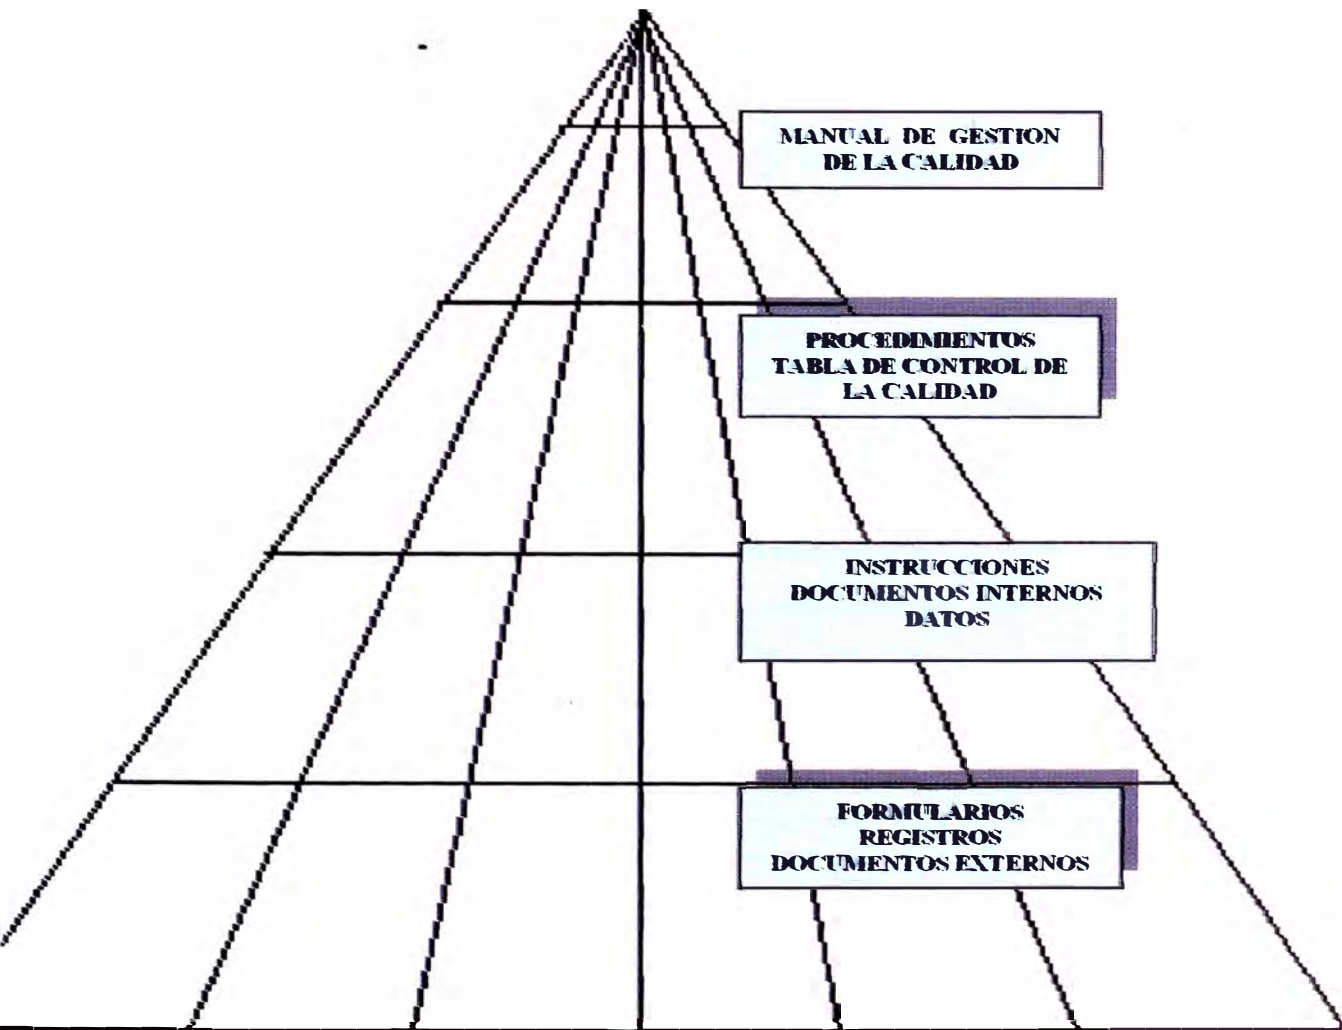 MANUAL DE GESTION
DE LA CALIDAD
PROCEDIMIENTOS
TABLA DE CONTROL DE
LA CALIDAD
INSTRUCCIONES
DOCUMENTOS INTERNOS
DATOS
FORMULARIOS
REGISTROS
DOCUMENTOS EXTERNOS